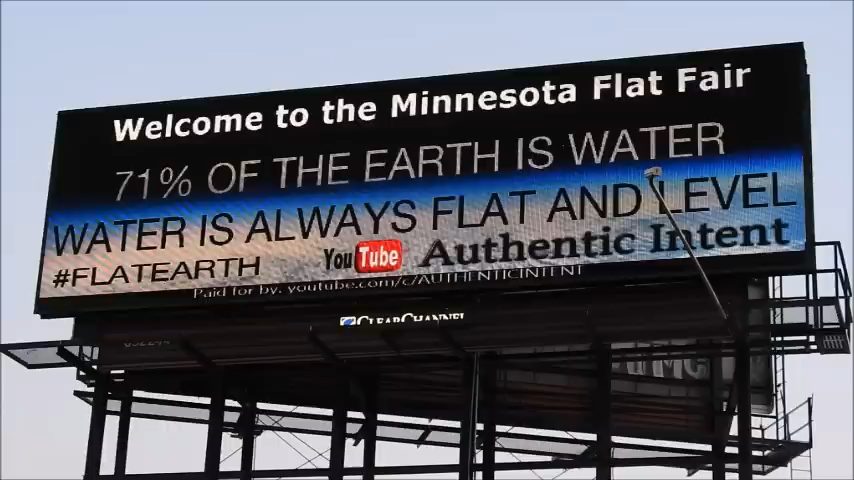 Welcome to the Minnesota Flat Fair
71% OF THE EARTH IS WATER
WATER IS ALWAYS FLAT AND LEVEL
#FLATEARTH YouTube Authentic Intent
Paid for by: youtube.com/c/AUTHENTICINTENT
CLEARCHANNEL